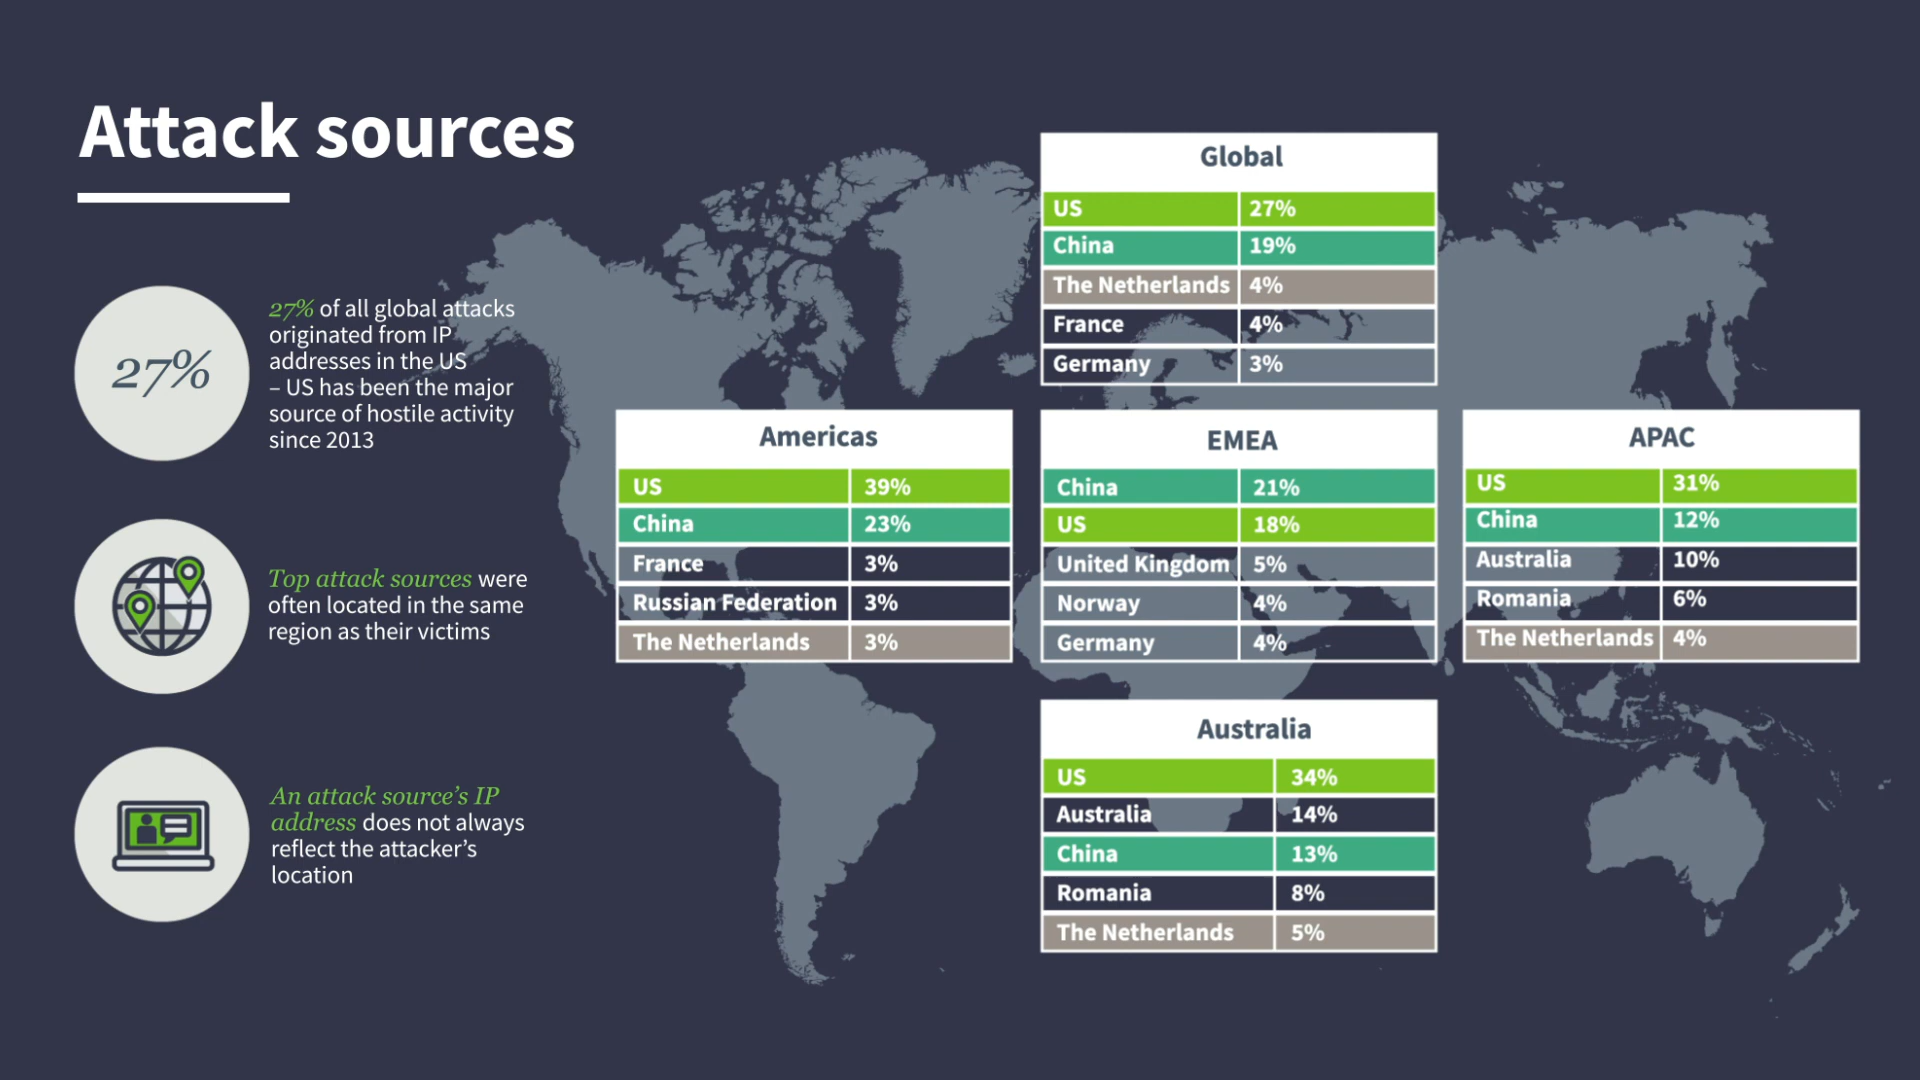 Attack sources
27%
27% of all global attacks
originated from IP
addresses in the US
– US has been the major
source of hostile activity
since 2013
Top attack sources were
often located in the same
region as their victims
An attack source’s IP
address does not always
reflect the attacker’s
location
Global
US 27%
China 19%
The Netherlands 4%
France 4%
Germany 3%
Americas
US 39%
China 23%
France 3%
Russian Federation 3%
The Netherlands 3%
EMEA
China 21%
US 18%
United Kingdom 5%
Norway 4%
Germany 4%
APAC
US 31%
China 12%
Australia 10%
Romania 6%
The Netherlands 4%
Australia
US 34%
Australia 14%
China 13%
Romania 8%
The Netherlands 5%